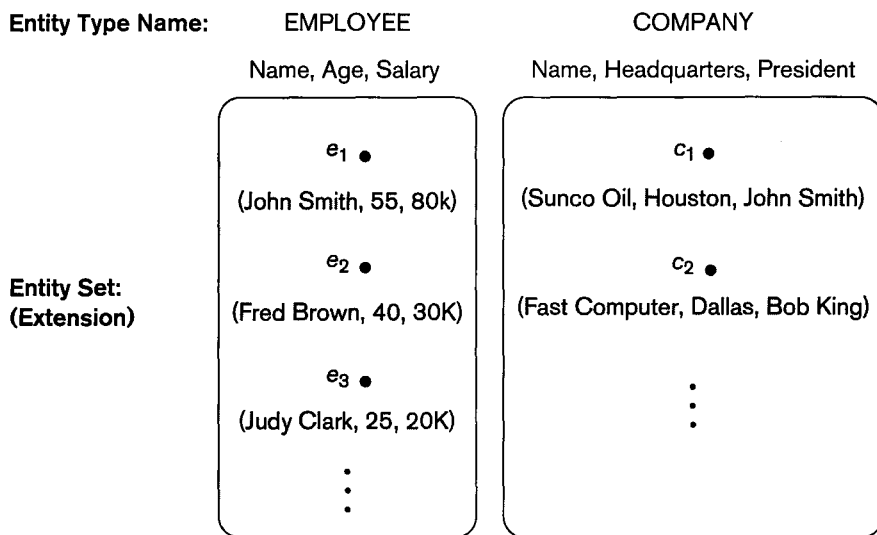 Entity Type Name: EMPLOYEE COMPANY
Name, Age, Salary Name, Headquarters, President
e1 • c1 •
(John Smith, 55, 80k) (Sunco Oil, Houston, John Smith)
e2 • c2 •
Entity Set:
(Extension) (Fred Brown, 40, 30K) (Fast Computer, Dallas, Bob King)
e3 •
(Judy Clark, 25, 20K)